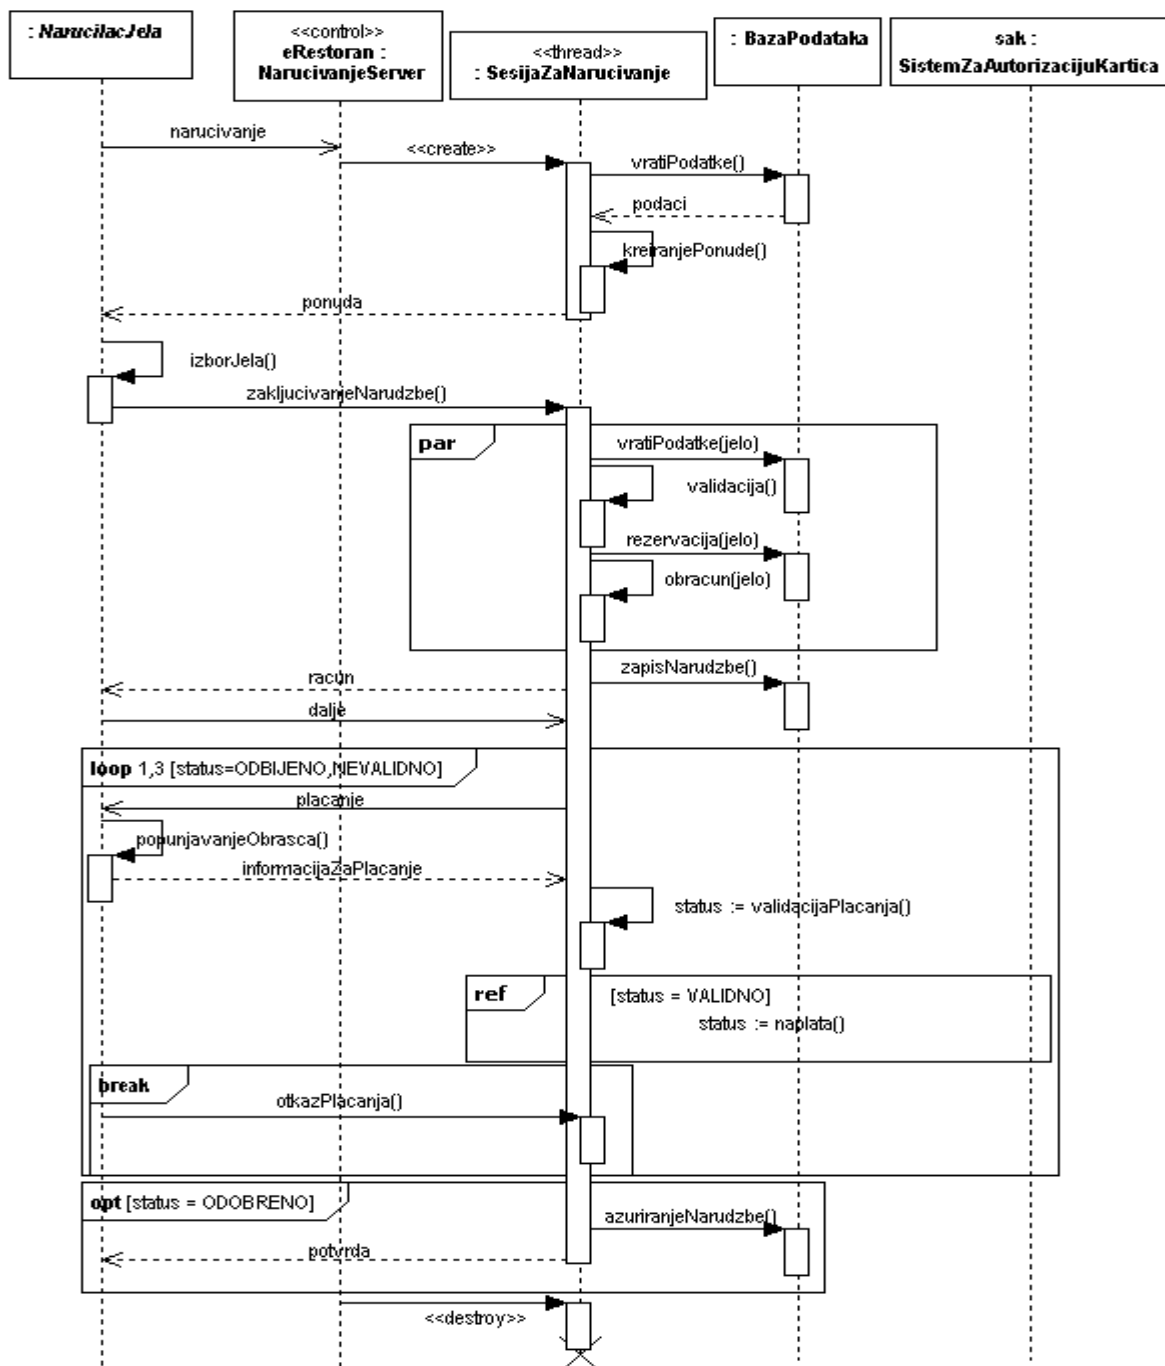 : NarucilacJela
<<control>>
eRestoran :
NarucivanjeServer
<<thread>>
: SesijaZaNarucivanje
: BazaPodataka
sak :
SistemZaAutorizacijuKartica
narucivanje
<<create>>
vratiPodatke()
podaci
kreiranjePonude()
ponuda
izborJela()
zakljucivanjeNarudzbe()
par
vratiPodatke(jelo)
validacija()
rezervacija(jelo)
obracun(jelo)
zapisNarudzbe()
racun
dalje
loop 1,3 [status=ODBIJENO,NEVALIDNO]
placanje
popunjavanjeObrasca()
informacijaZaPlacanje
status := validacijaPlacanja()
ref
[status = VALIDNO]
status := naplata()
break
otkazPlacanja()
opt [status = ODOBRENO]
azuriranjeNarudzbe()
potvrda
<<destroy>>